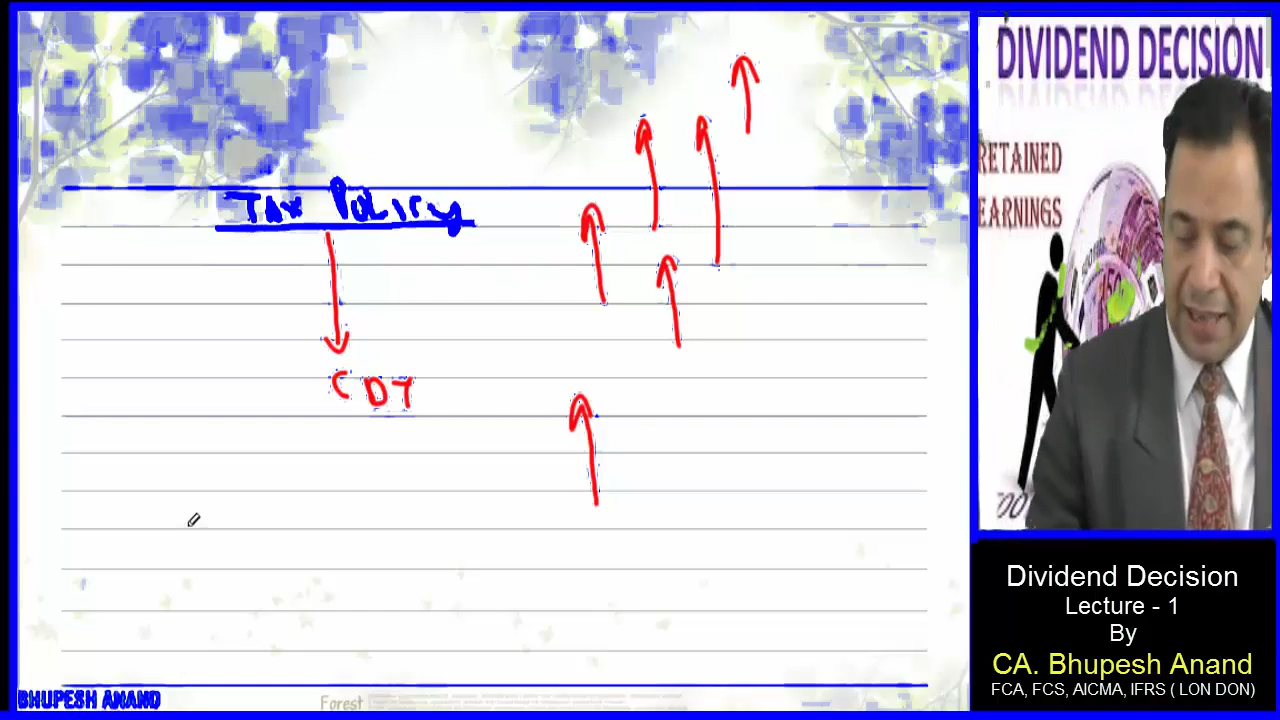 Tax Policy
CDT
BHUPESH ANAND
Forest
DIVIDEND DECISION
RETAINED
EARNINGS
Dividend Decision
Lecture - 1
By
CA. Bhupesh Anand
FCA, FCS, AICMA, IFRS ( LON DON)